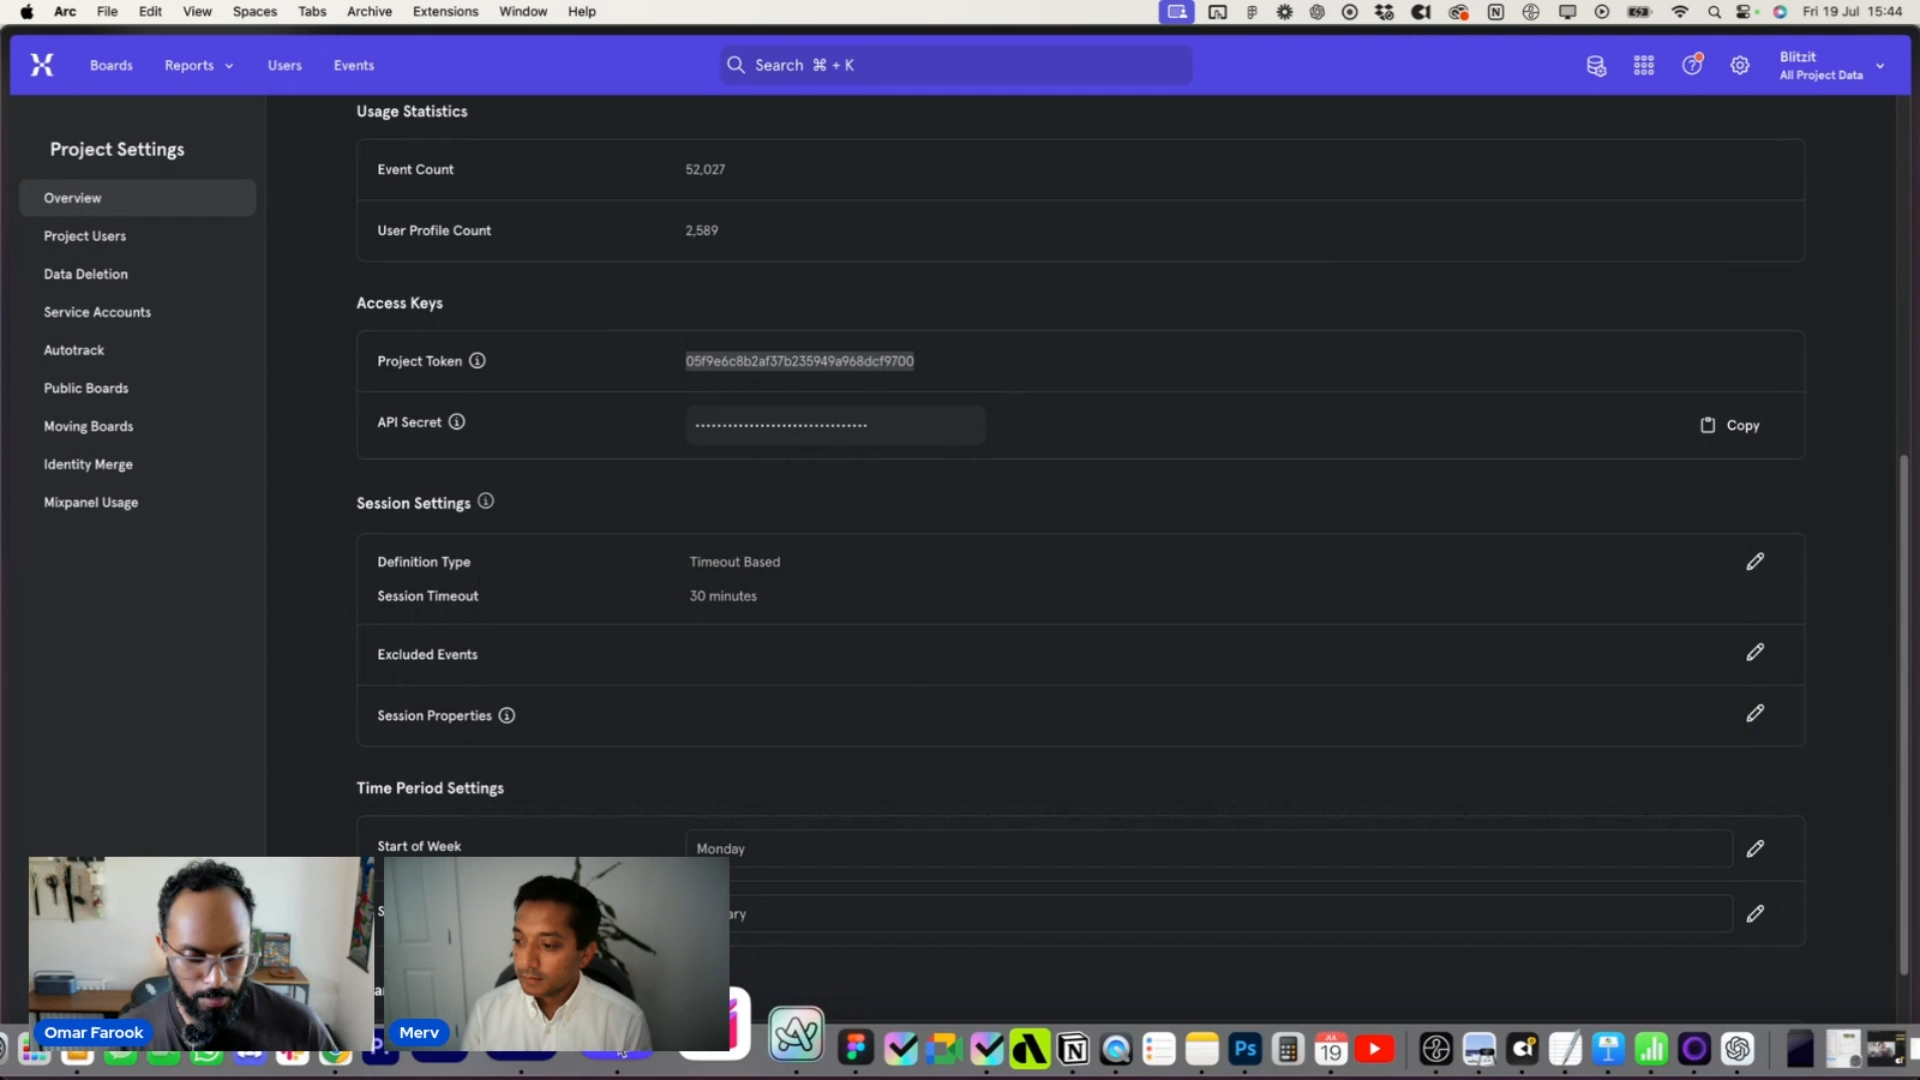 Arc File Edit View Spaces Tabs Archive Extensions Window Help Fri 19 Jul 15:44
Boards Reports Users Events Search ⌘ + K Blitzit
All Project Data
Project Settings
Overview
Project Users
Data Deletion
Service Accounts
Autotrack
Public Boards
Moving Boards
Identity Merge
Mixpanel Usage
Usage Statistics
Event Count 52,027
User Profile Count 2,589
Access Keys
Project Token 05f9e6c8b2af37b235949a968dcf9700
API Secret •••••••••••••••••••••••••••••••• Copy
Session Settings
Definition Type Timeout Based
Session Timeout 30 minutes
Excluded Events
Session Properties
Time Period Settings
Start of Week Monday
ary
Omar Farook
Merv
Ps
JUL
19